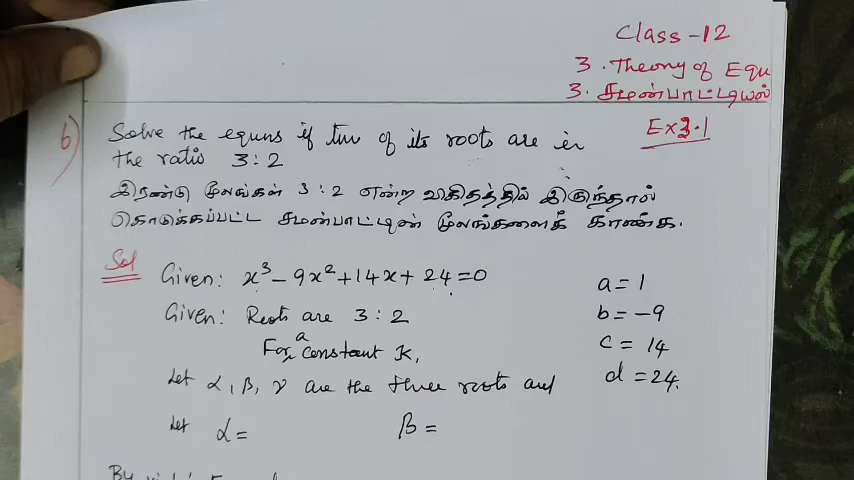 Class -12
3. Theory of Equ
3. சமன்பாட்டியல்
Ex 3.1
6) Solve the equns if two of its roots are in
the ratio 3:2
இரண்டு மூலங்கள் 3:2 என்ற விகிதத்தில் இருந்தால்
கொடுக்கப்பட்ட சமன்பாட்டின் மூலங்களைக் காண்க.
Sol
Given: x³ - 9x² + 14x + 24 = 0
a = 1
Given: Roots are 3:2
b = -9
For a constant K,
c = 14
Let α, β, γ are the three roots and
d = 24.
Let α =
β =
By